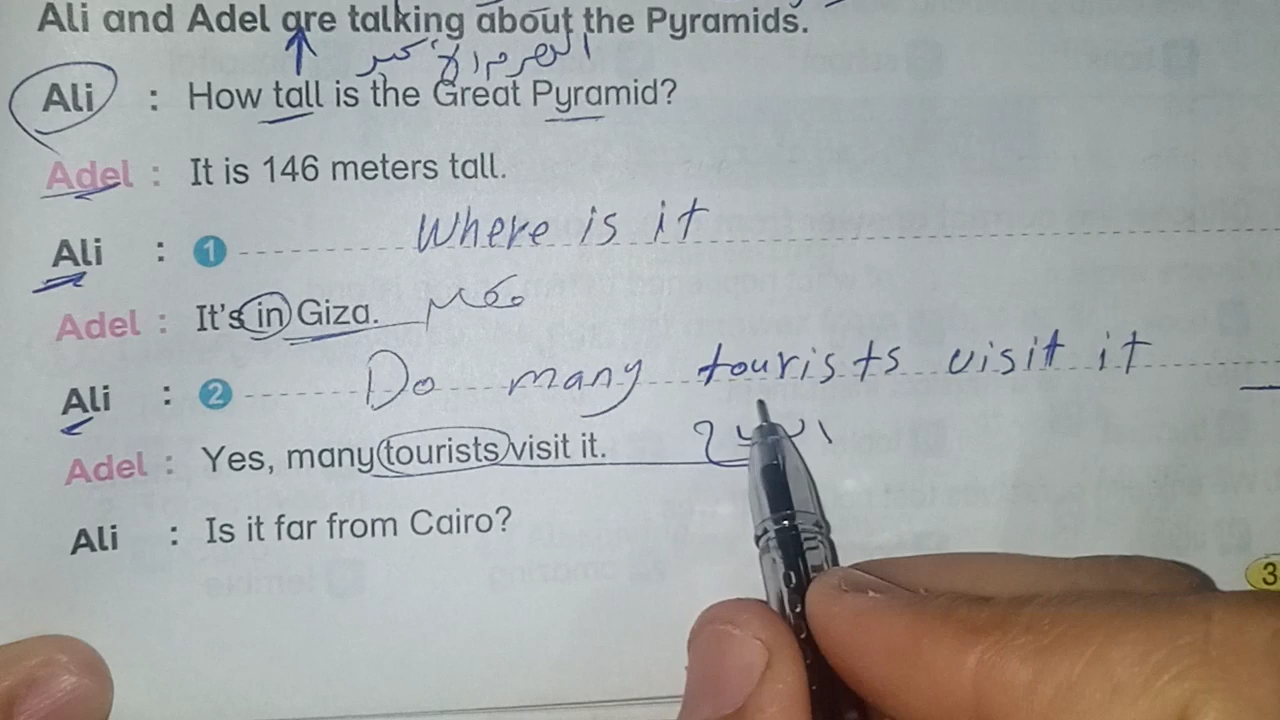 Ali and Adel are talking about the Pyramids.
الهرم الأكبر
Ali : How tall is the Great Pyramid?
Adel : It is 146 meters tall.
Ali : 1 Where is it
Adel : It's in Giza.
Ali : 2 Do many tourists visit it
Adel : Yes, many tourists visit it.
Ali : Is it far from Cairo?
3